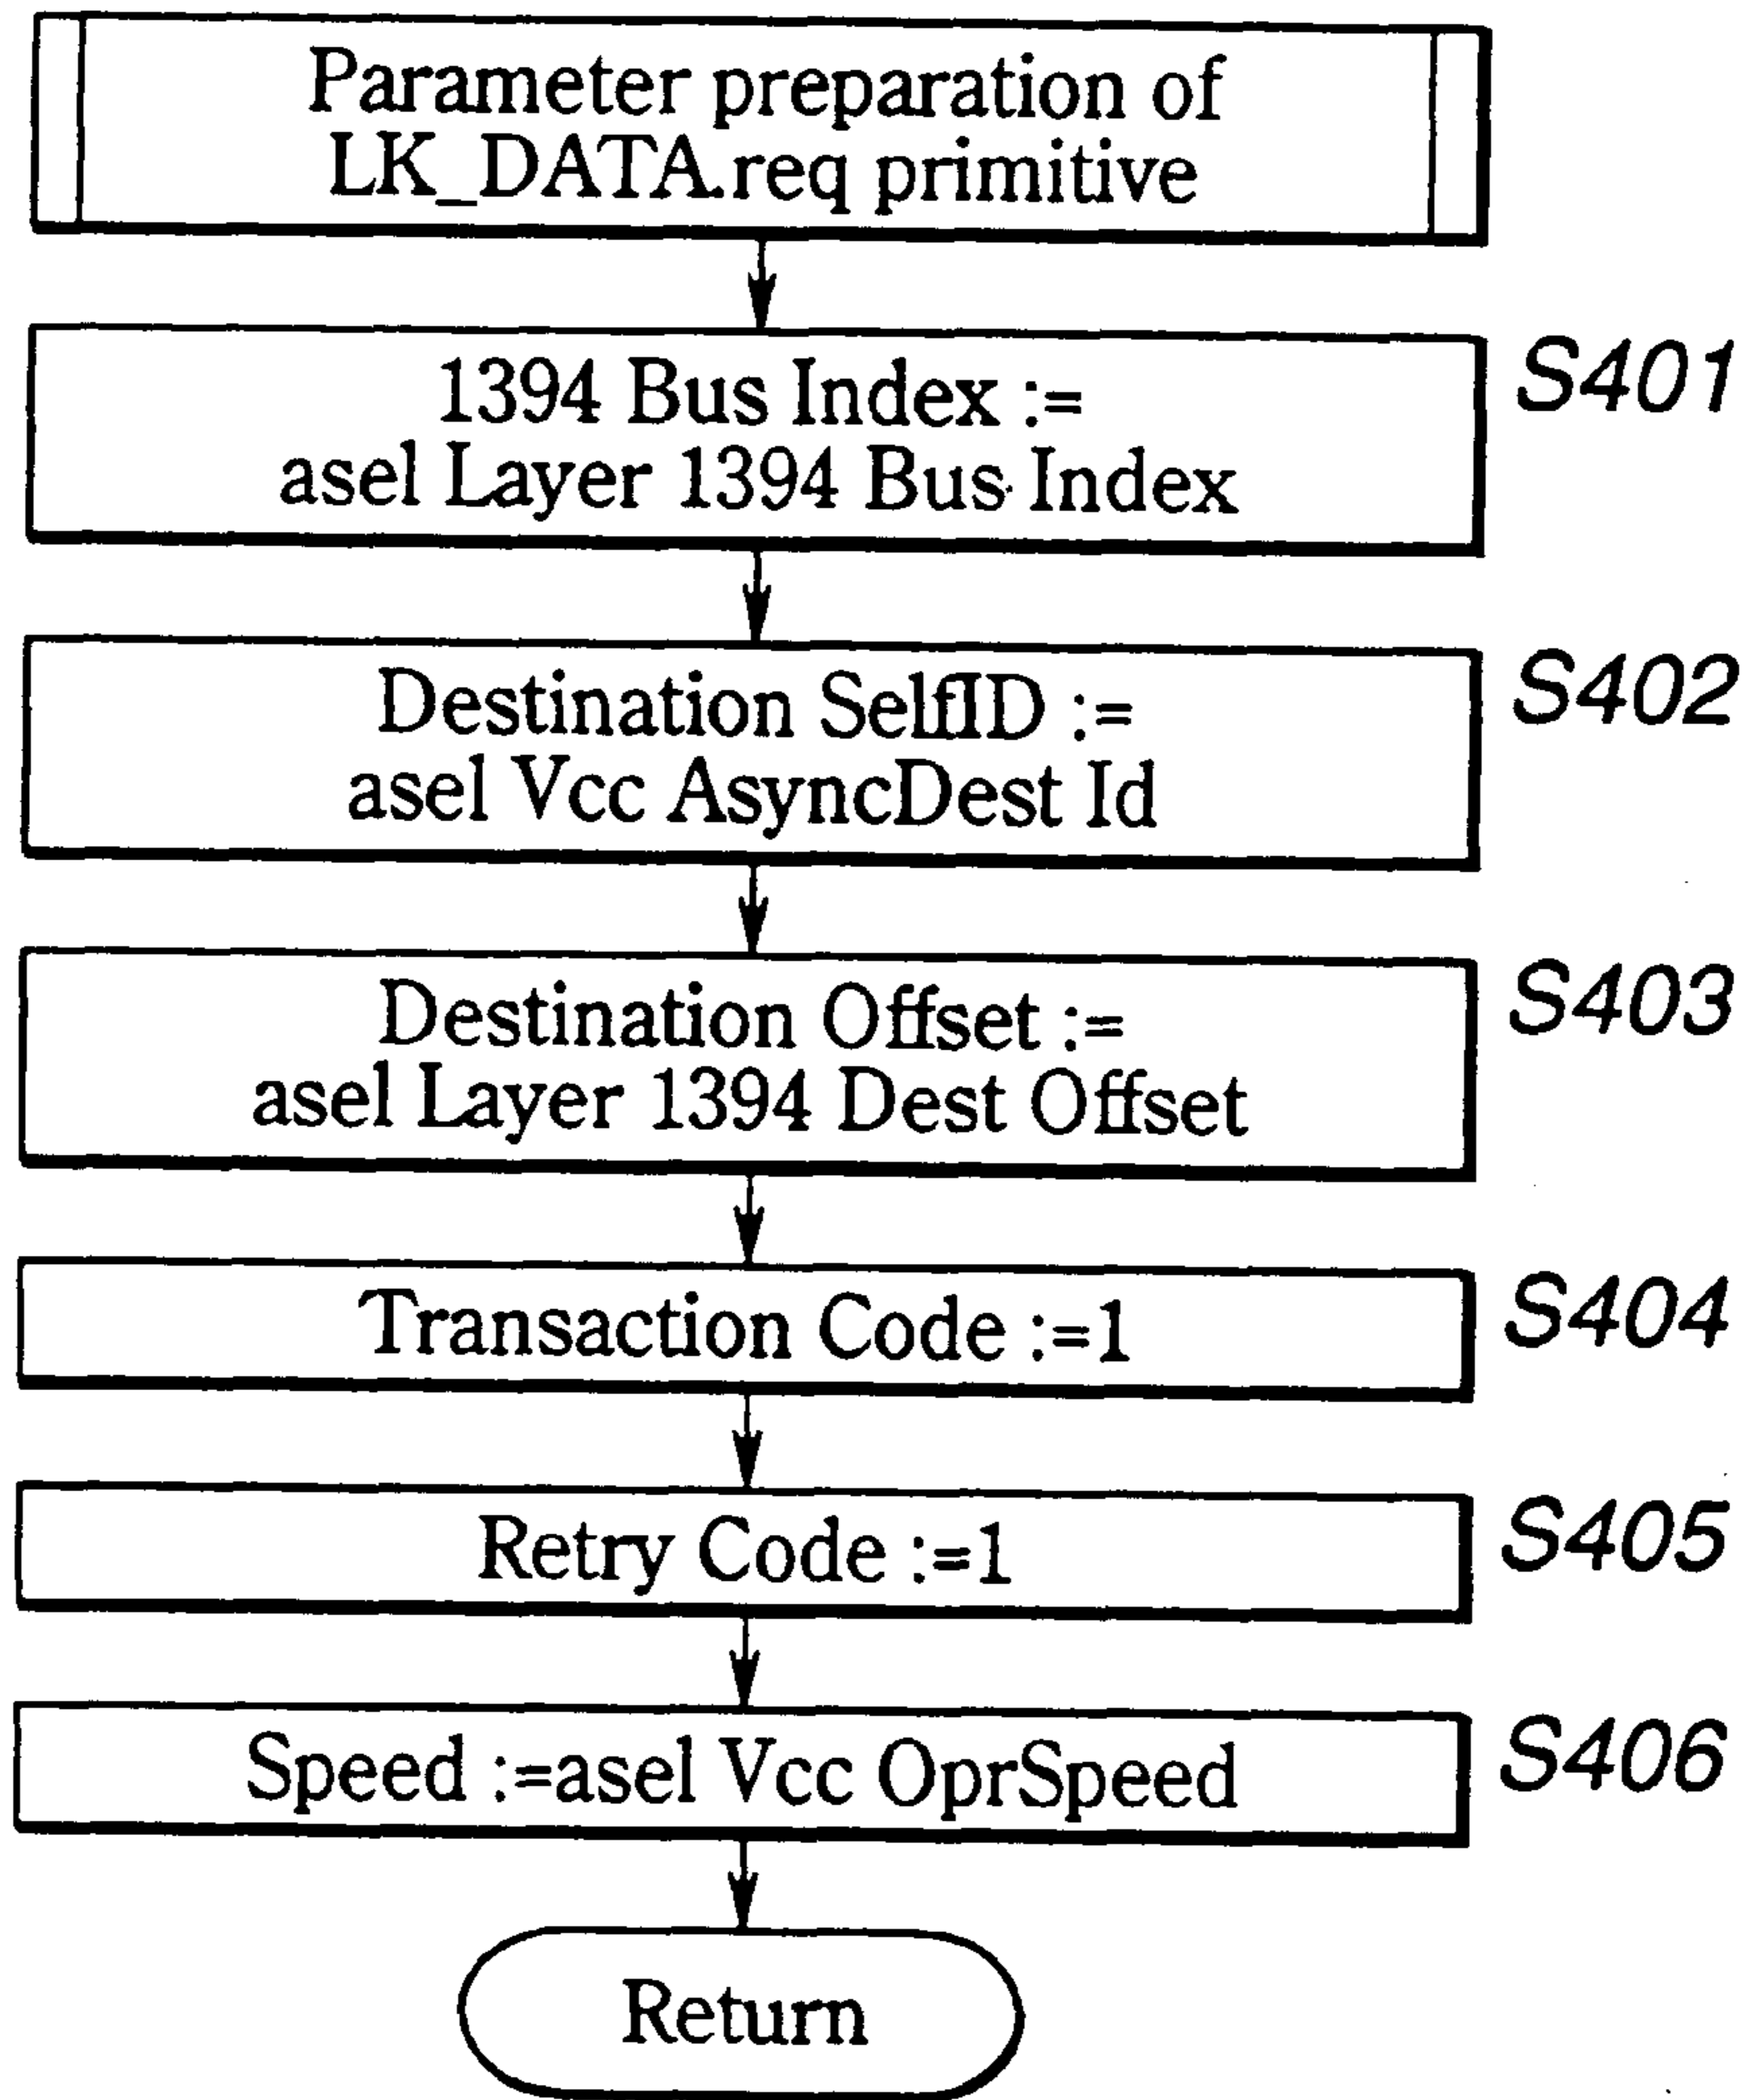 Parameter preparation of
LK_DATA.req primitive
1394 Bus Index :=
asel Layer 1394 Bus Index
S401
Destination SelfID :=
asel Vcc AsyncDest Id
S402
Destination Offset :=
asel Layer 1394 Dest Offset
S403
Transaction Code :=1
S404
Retry Code :=1
S405
Speed :=asel Vcc OprSpeed
S406
Return